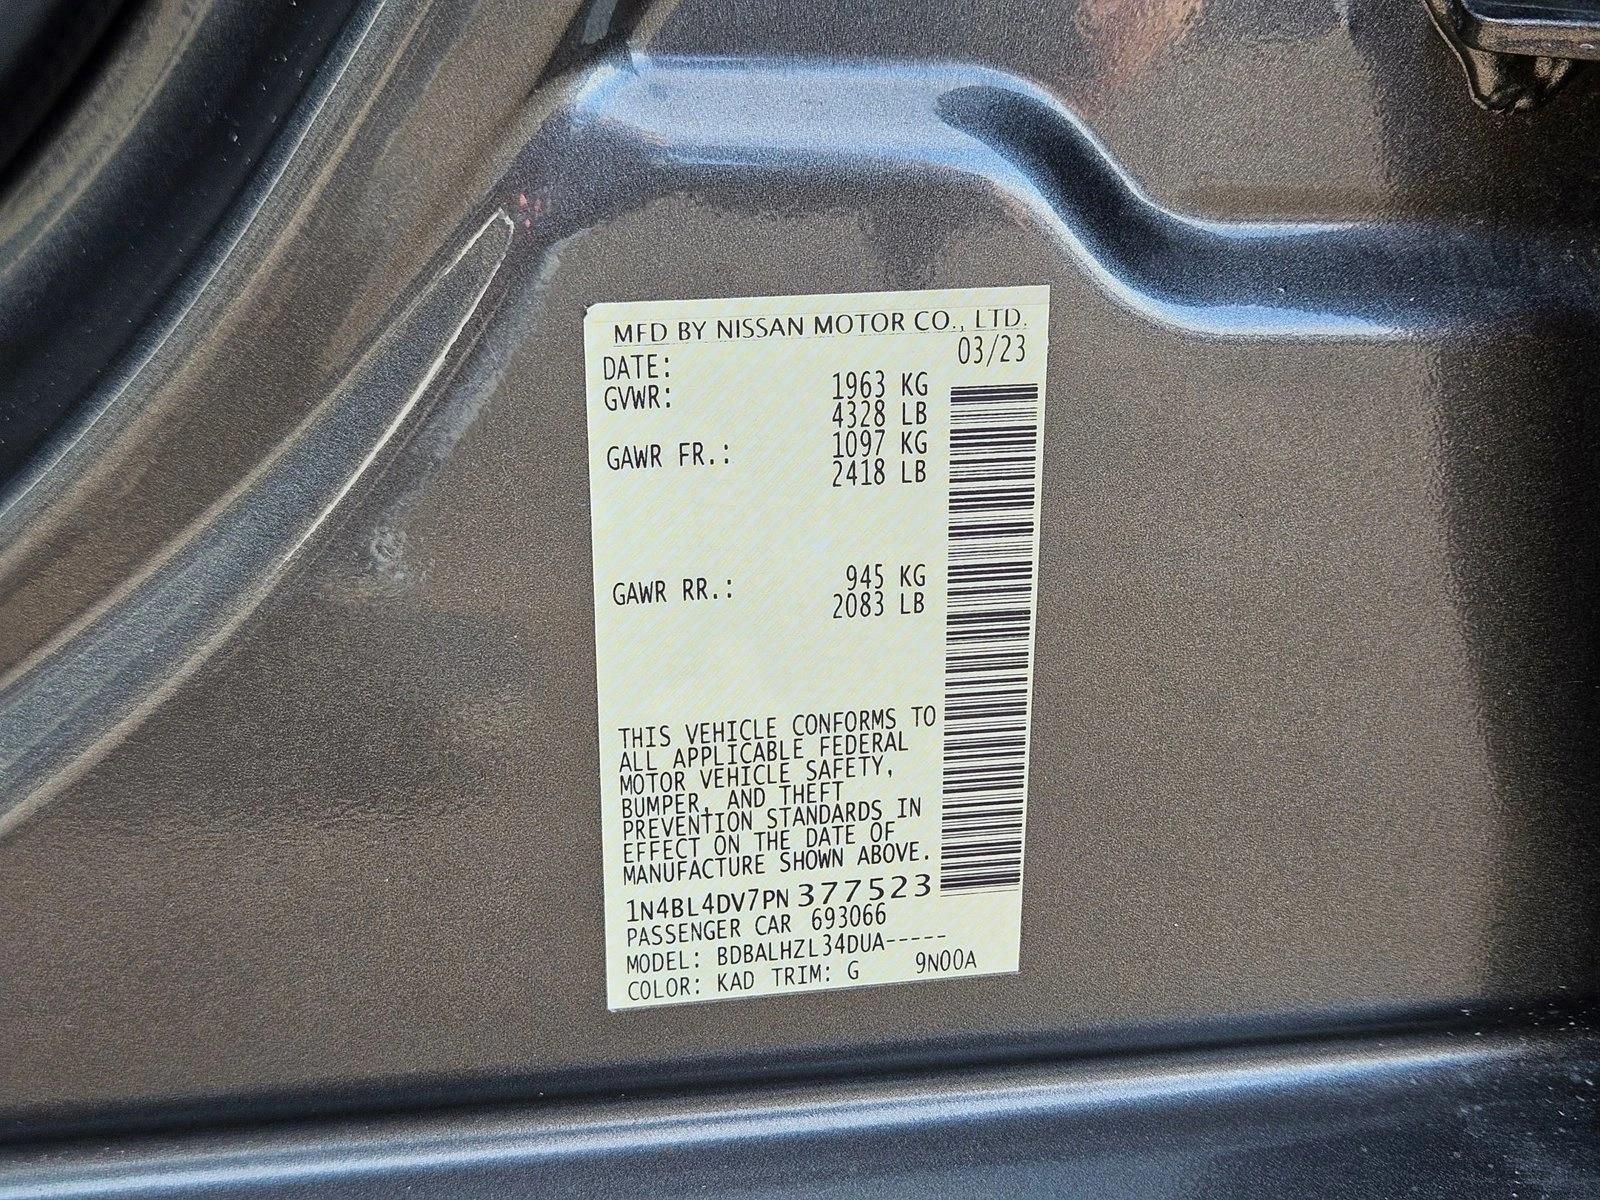 MFD BY NISSAN MOTOR CO., LTD.
DATE: 03/23
GVWR: 1963 KG
4328 LB
GAWR FR.: 1097 KG
2418 LB
GAWR RR.: 945 KG
2083 LB
THIS VEHICLE CONFORMS TO
ALL APPLICABLE FEDERAL
MOTOR VEHICLE SAFETY,
BUMPER, AND THEFT
PREVENTION STANDARDS IN
EFFECT ON THE DATE OF
MANUFACTURE SHOWN ABOVE.
1N4BL4DV7PN377523
PASSENGER CAR 693066
MODEL: BDBALHZL34DUA-----
COLOR: KAD TRIM: G 9N00A